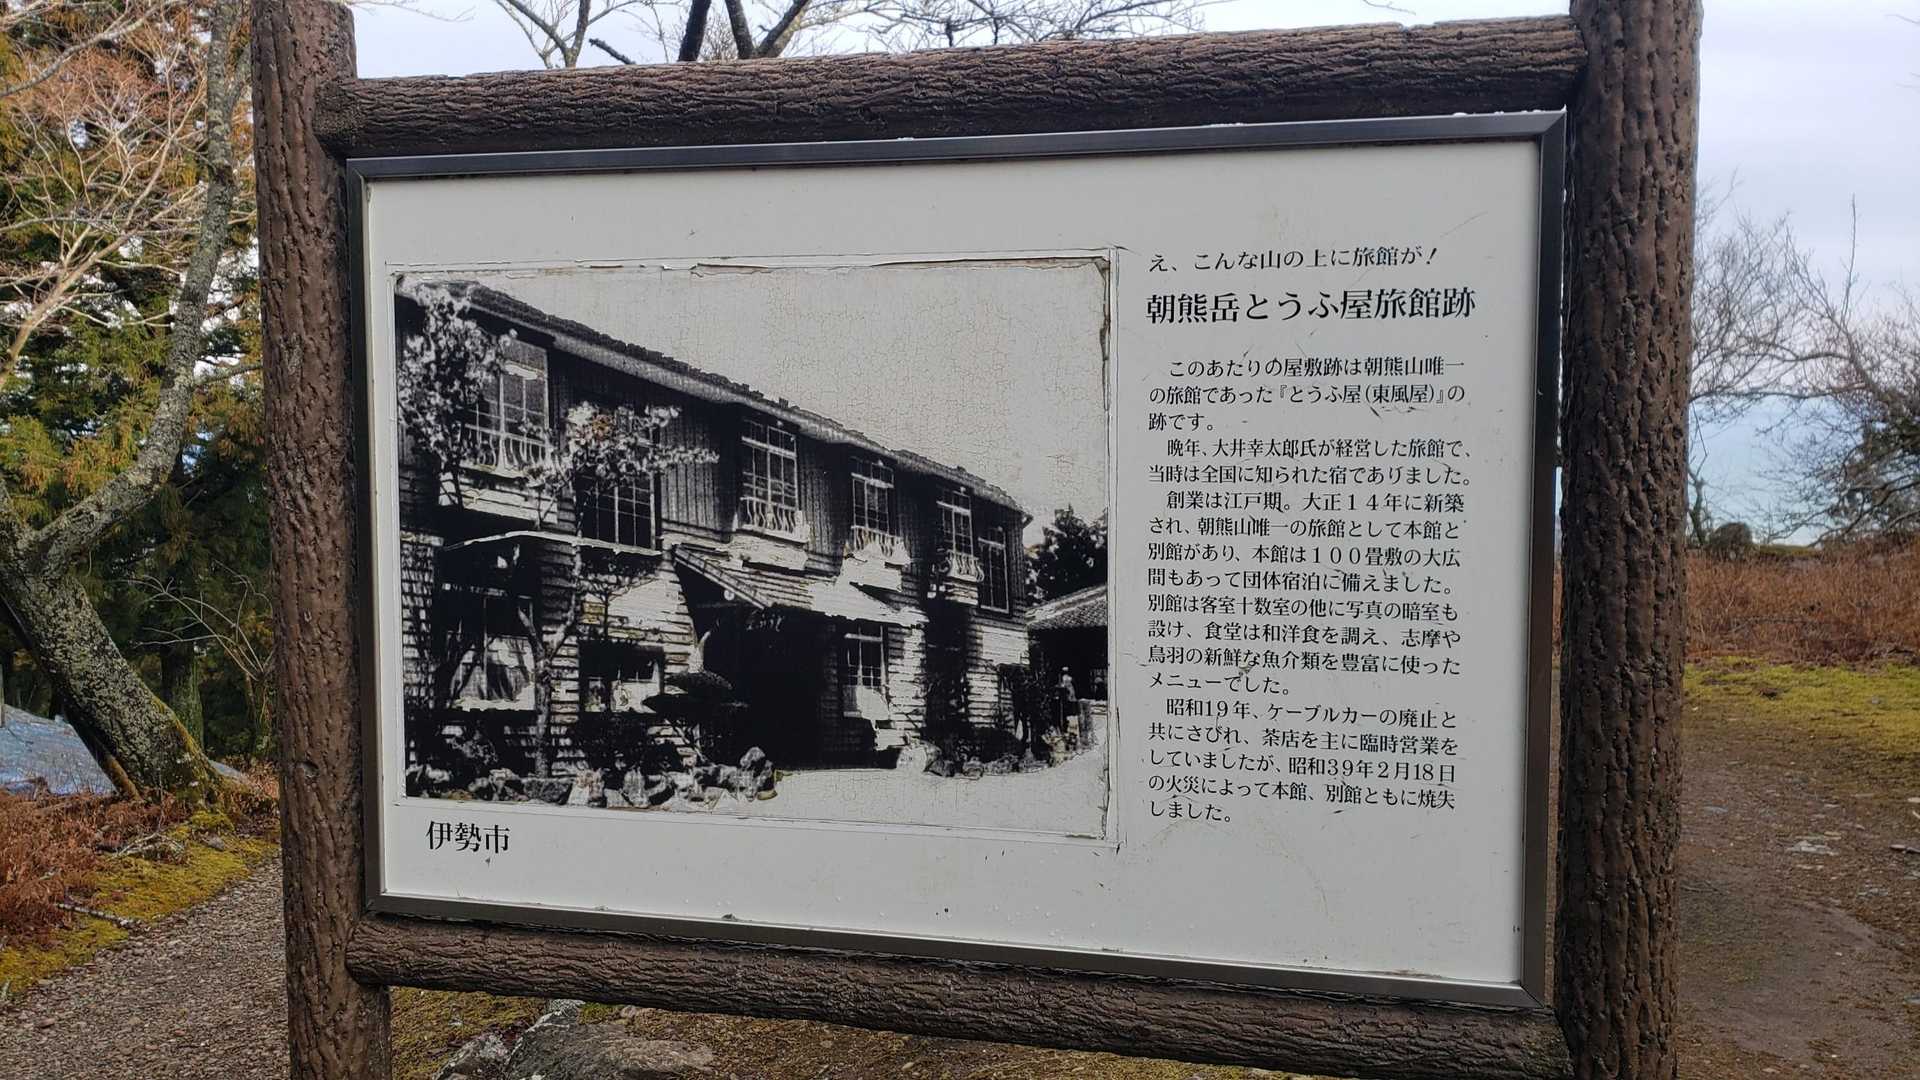 え、こんな山の上に旅館が！
朝熊岳とうふ屋旅館跡
このあたりの屋敷跡は朝熊山唯一
の旅館であった『とうふ屋（東風屋）』の
跡です。
晩年、大井幸太郎氏が経営した旅館で、
当時は全国に知られた宿でありました。
創業は江戸期。大正１４年に新築
され、朝熊山唯一の旅館として本館と
別館があり、本館は１００畳敷の大広
間もあって団体宿泊に備えました。
別館は客室十数室の他に写真の暗室も
設け、食堂は和洋食を調え、志摩や
鳥羽の新鮮な魚介類を豊富に使った
メニューでした。
昭和19年、ケーブルカーの廃止と
共にさびれ、茶店を主に臨時営業を
していましたが、昭和39年２月18日
の火災によって本館、別館ともに焼失
しました。
伊勢市